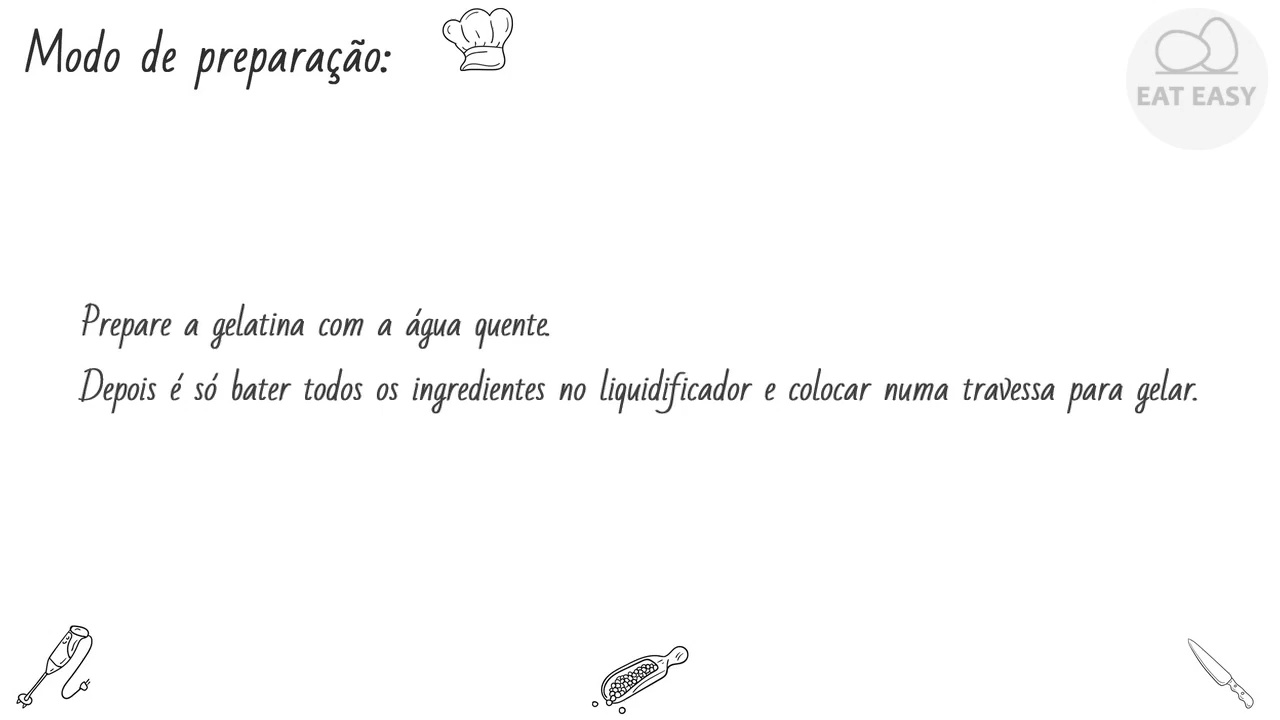 Modo de preparação:
EAT EASY
Prepare a gelatina com a água quente.
Depois é só bater todos os ingredientes no liquidificador e colocar numa travessa para gelar.